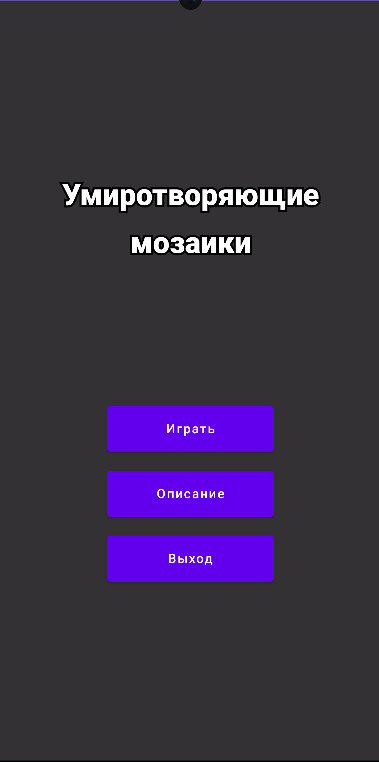 Умиротворяющие
мозаики
Играть
Описание
Выход